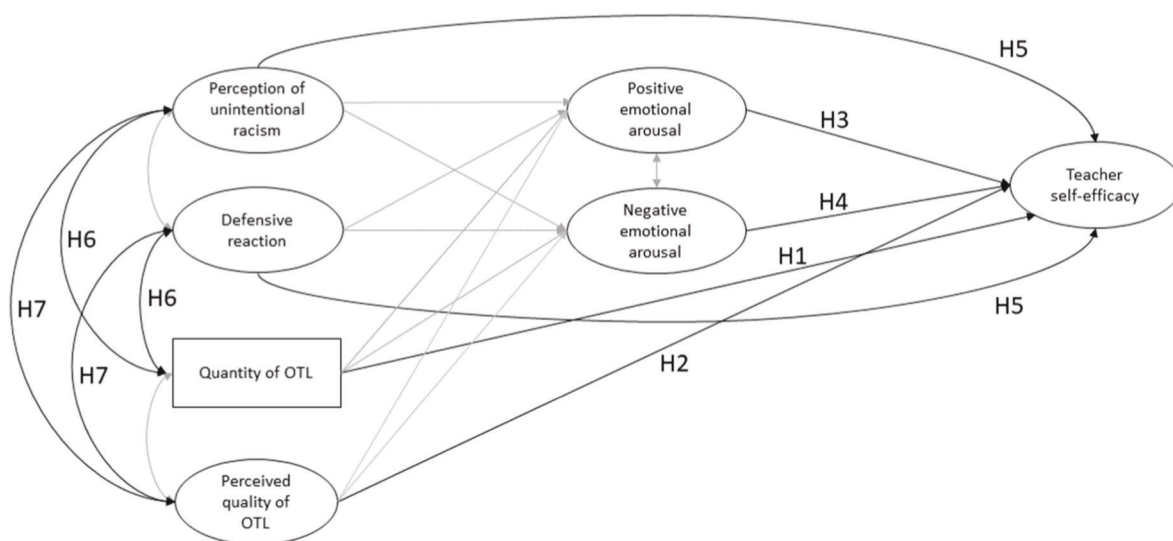 H5
Perception of
unintentional
racism
Positive
emotional
arousal
H3
Teacher
self-efficacy
H4
Defensive
reaction
Negative
emotional
arousal
H6
H1
H6
H7
H5
H2
H7
Quantity of OTL
Perceived
quality of
OTL